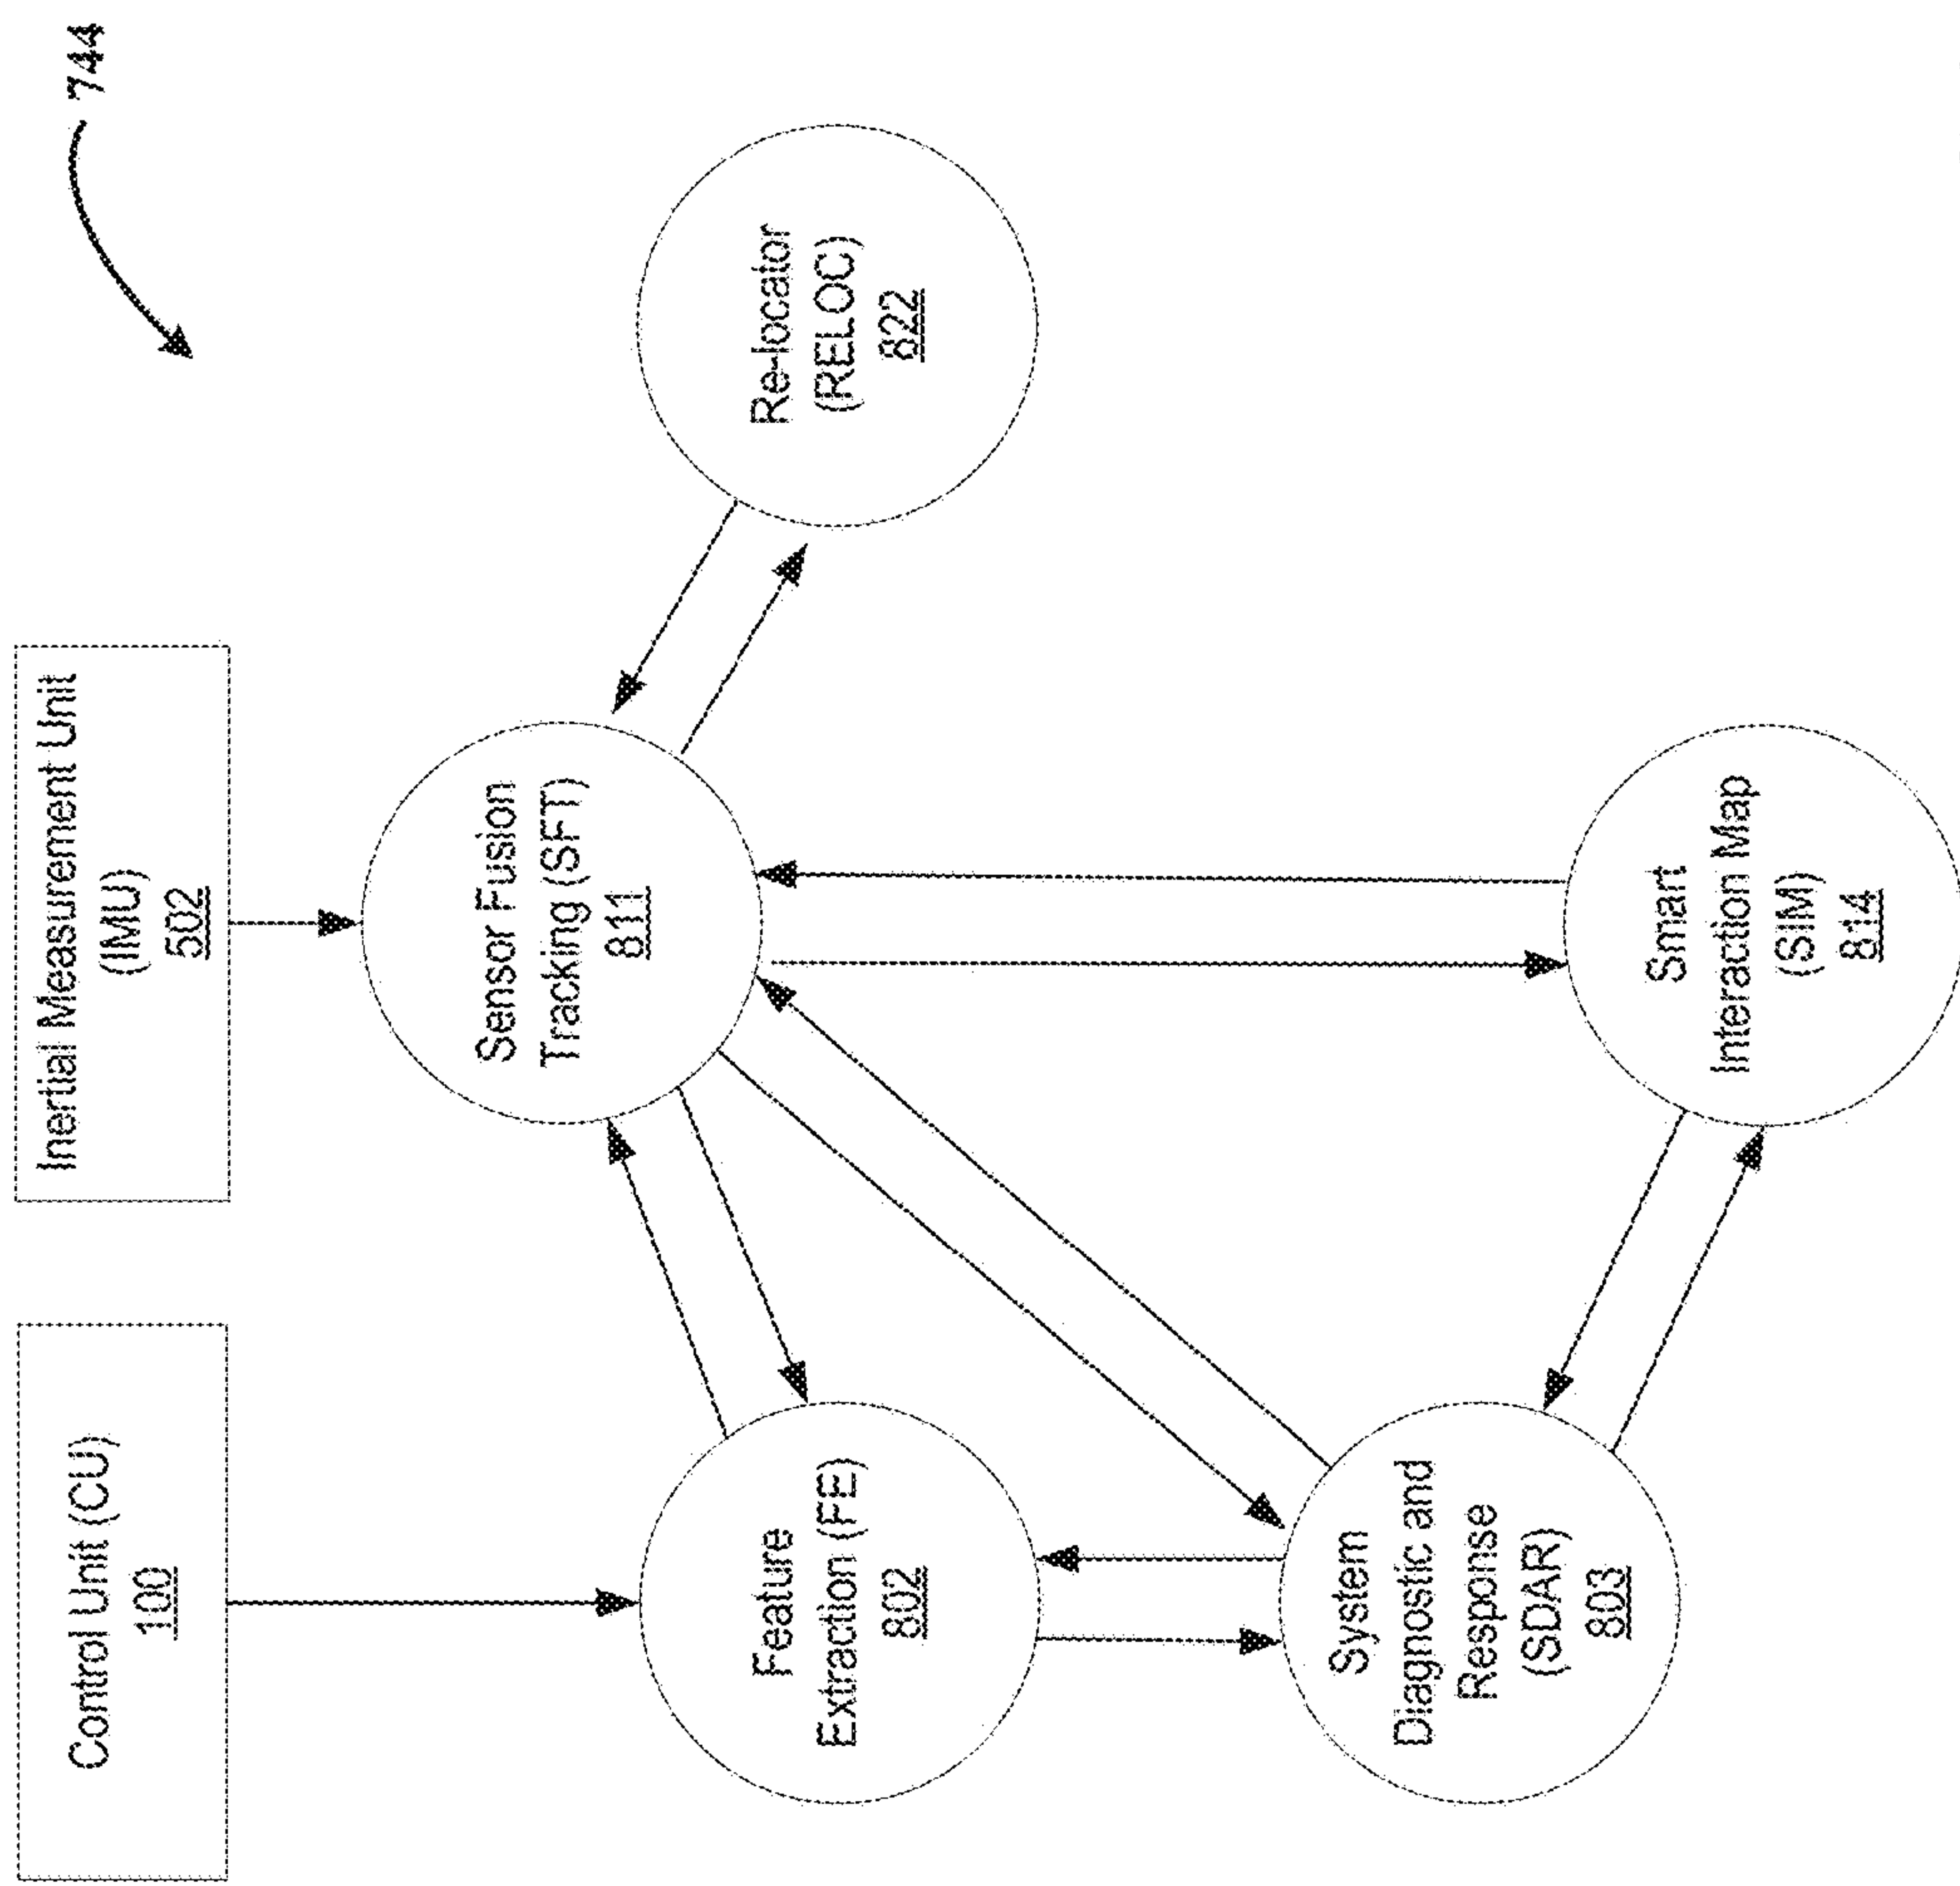 744
Control Unit (CU)
100
Inertial Measurement Unit
(IMU)
502
Feature
Extraction (FE)
802
Sensor Fusion
Tracking (SFT)
811
Re-locator
(RELOC)
822
System
Diagnostic and
Response
(SDAR)
803
Smart
Interaction Map
(SIM)
814